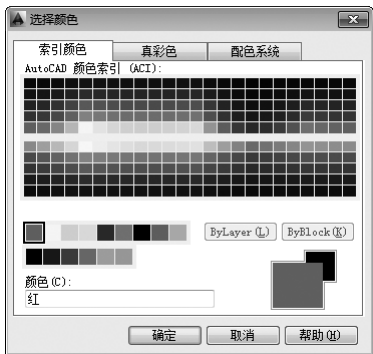 选择颜色
索引颜色 真彩色 配色系统
AutoCAD 颜色索引 (ACI):
ByLayer(L) ByBlock(K)
颜色(C):
红
确定 取消 帮助(H)